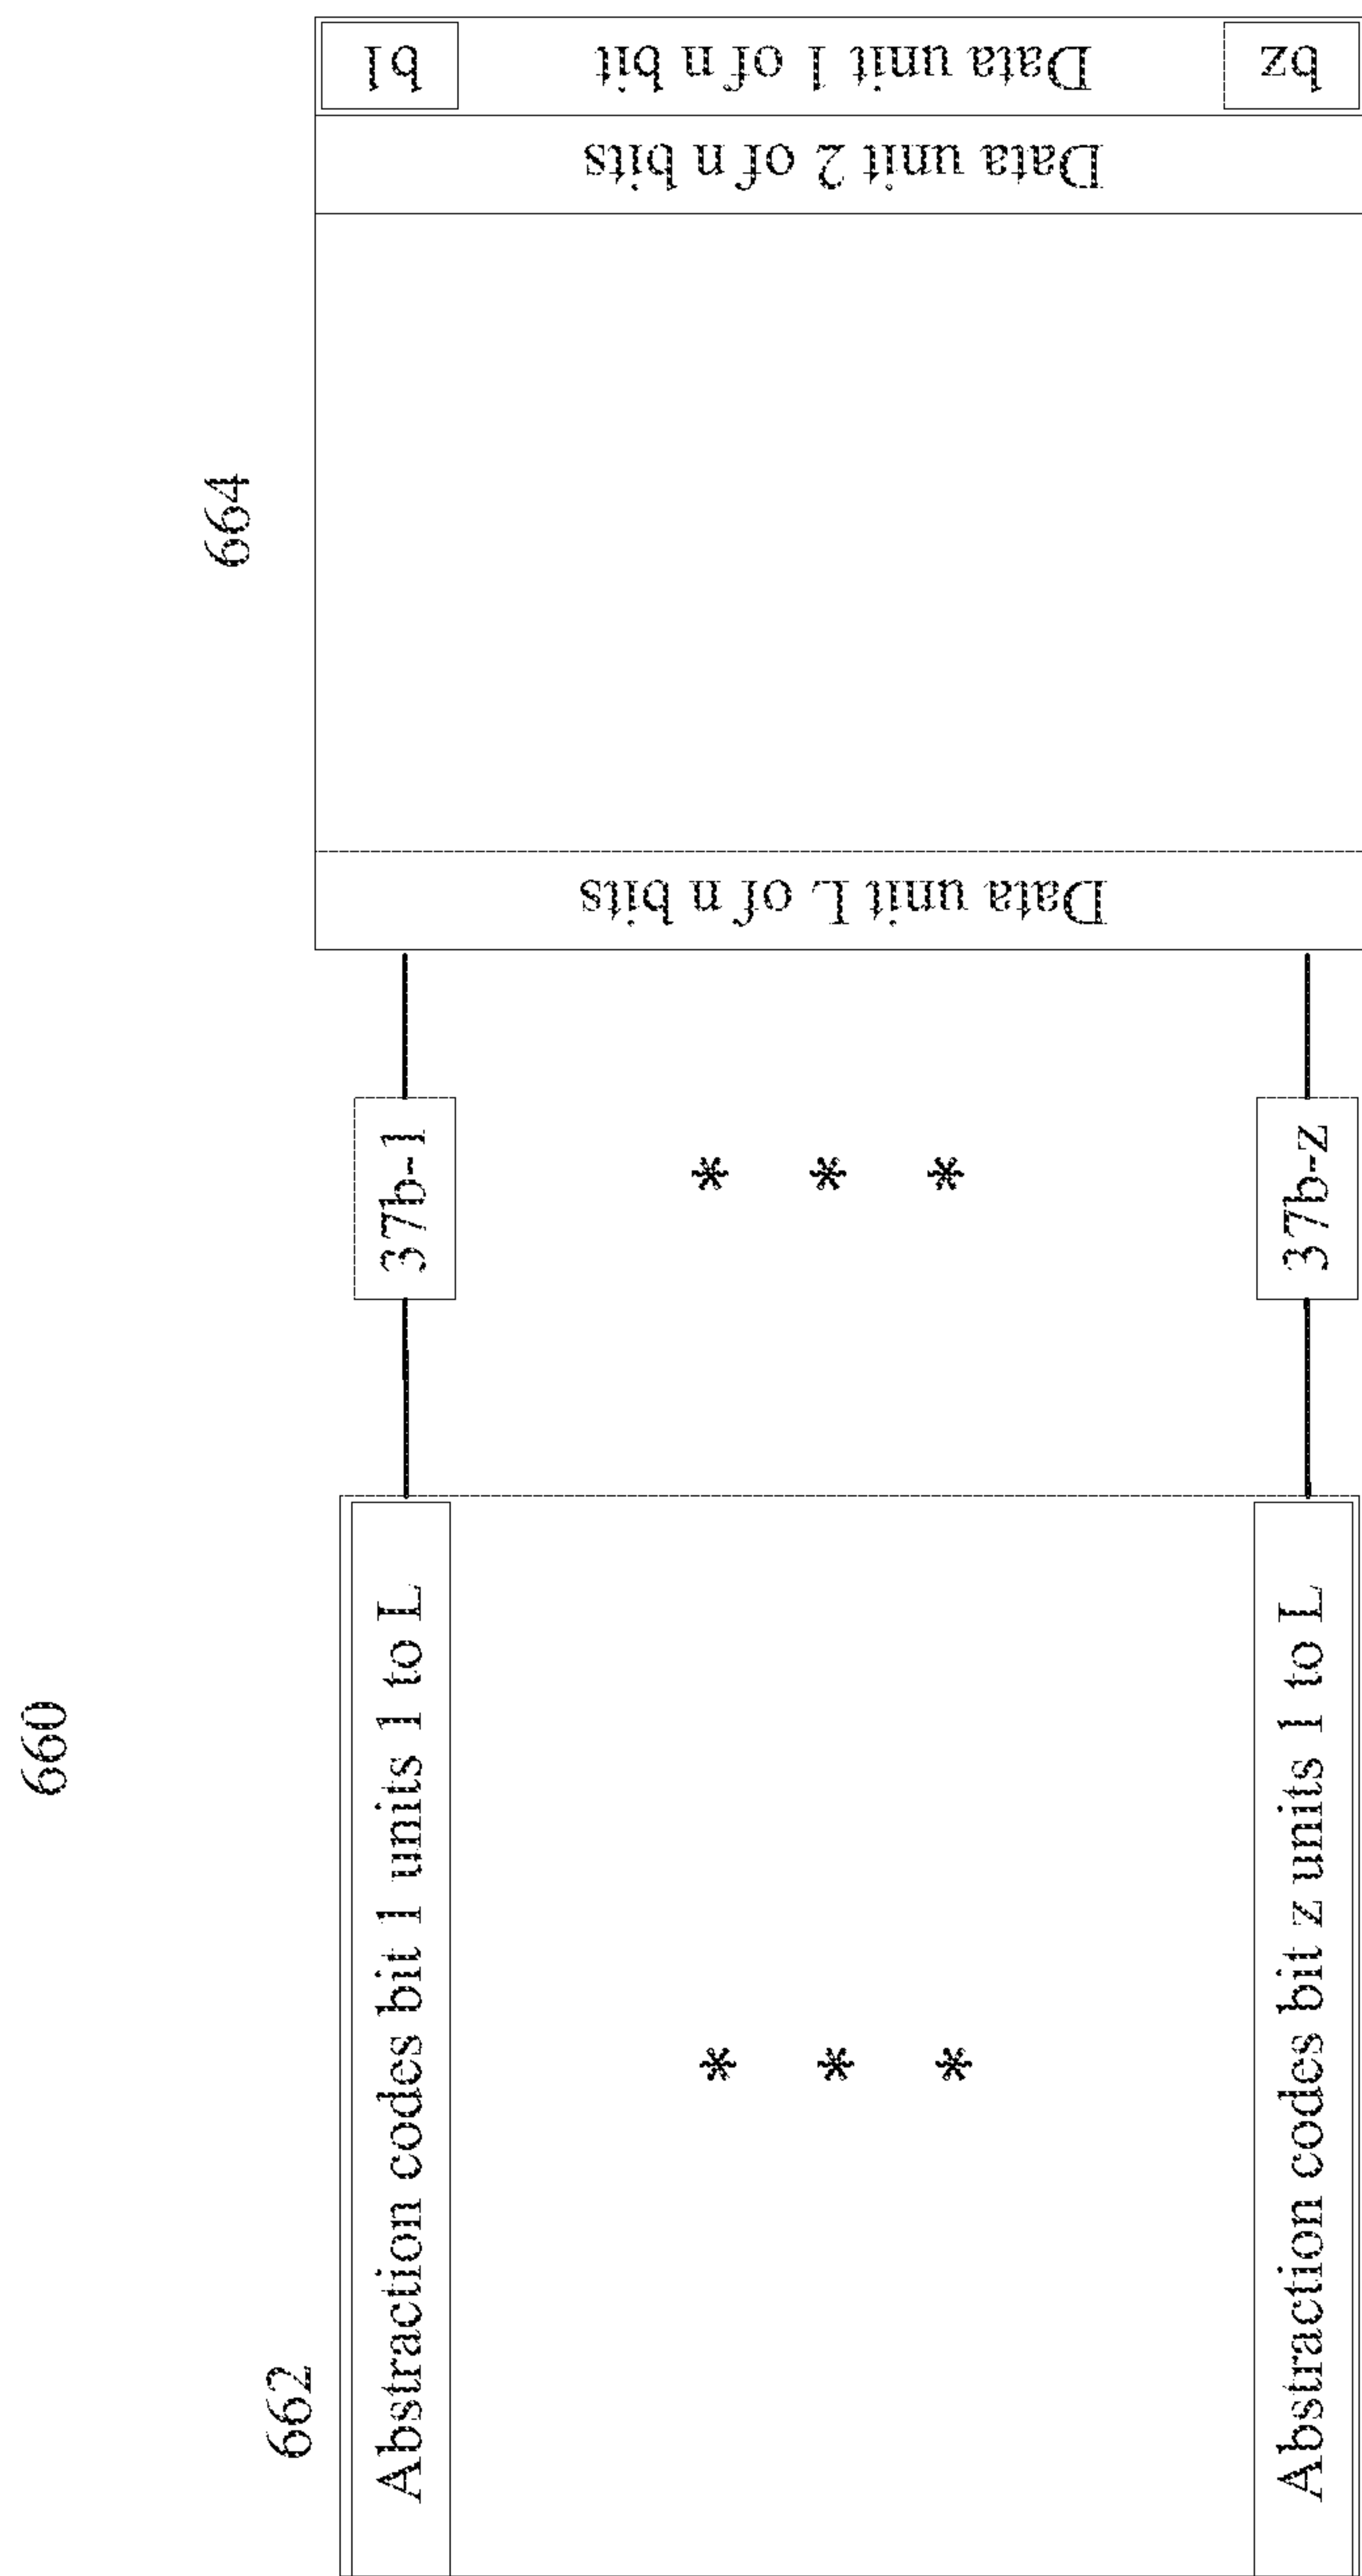 660
662
664
Abstraction codes bit 1 units 1 to L
* * *
Abstraction codes bit z units 1 to L
37b-1
* * *
37b-z
b1
Data unit 1 of n bit
bz
Data unit 2 of n bits
Data unit L of n bits